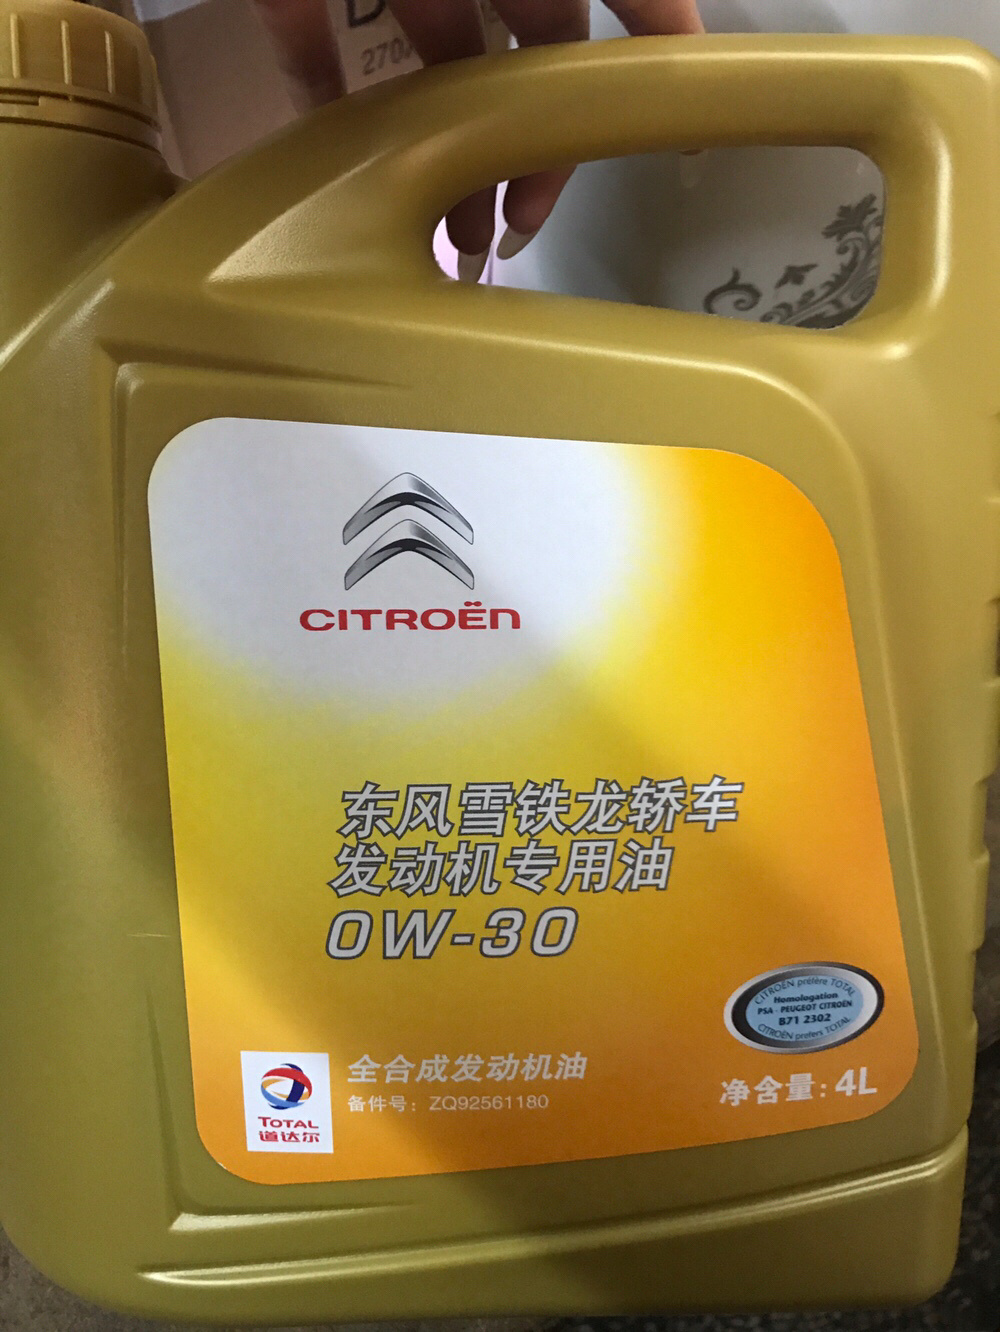 270
CITROËN
东风雪铁龙轿车
发动机专用油
0W-30
CITROËN préfère TOTAL
Homologation
PSA - PEUGEOT CITROËN
B71 2302
CITROËN prefers TOTAL
全合成发动机油
备件号：ZQ92561180
净含量：4L
TOTAL
道达尔